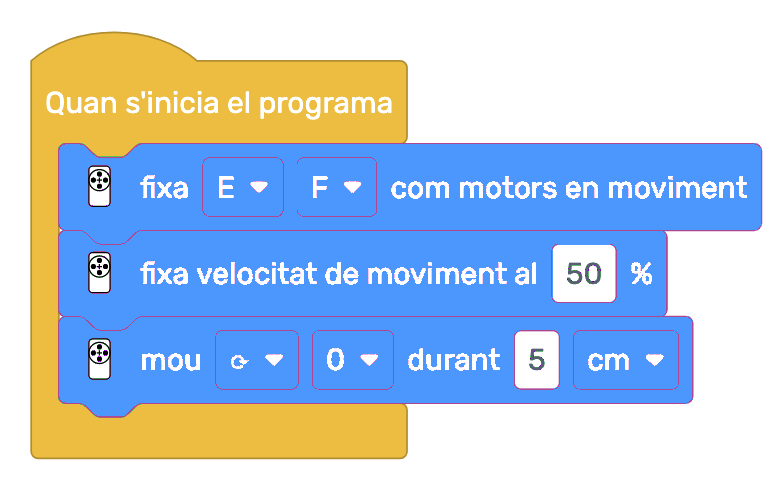 Quan s'inicia el programa
fixa E F com motors en moviment
fixa velocitat de moviment al 50 %
mou 0 durant 5 cm